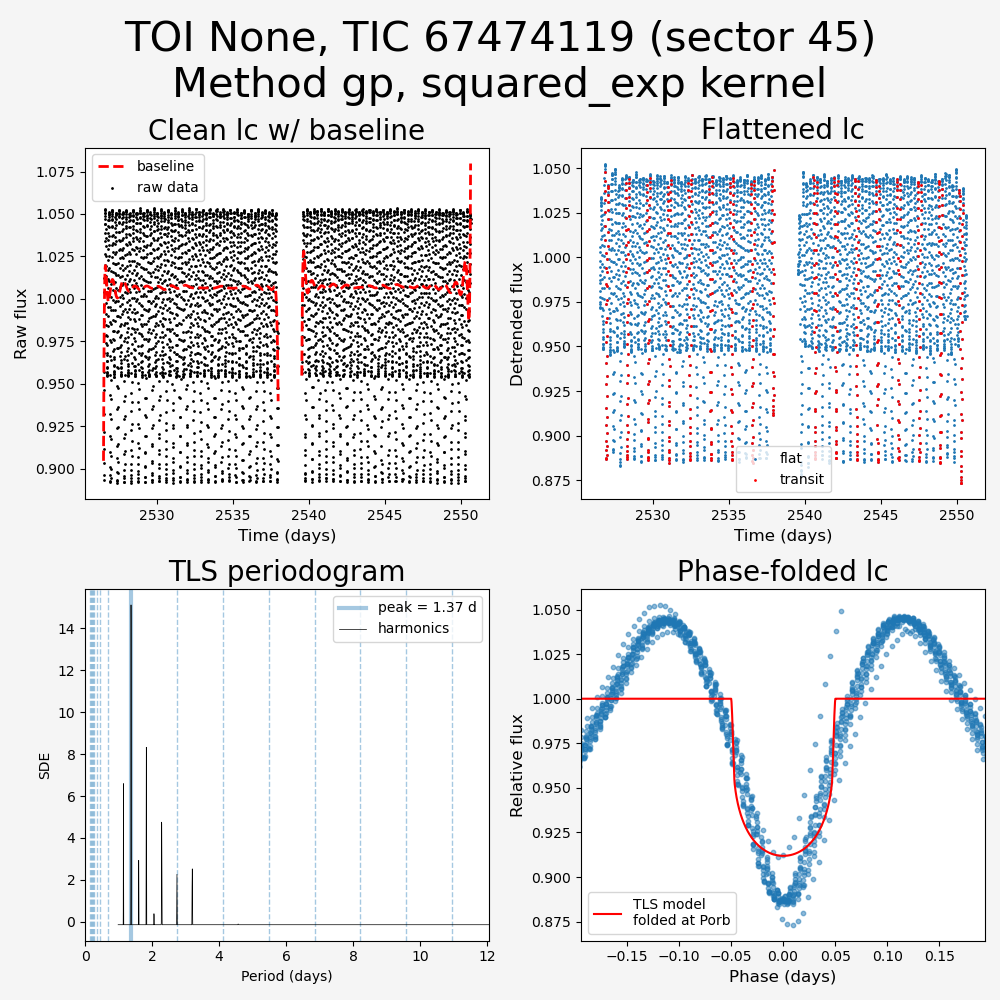 TOI None, TIC 67474119 (sector 45)
Method gp, squared_exp kernel
Clean lc w/ baseline
baseline
raw data
Raw flux
1.075
1.050
1.025
1.000
0.975
0.950
0.925
0.900
2530
2535
2540
2545
2550
Time (days)
Flattened lc
Detrended flux
1.050
1.025
1.000
0.975
0.950
0.925
0.900
0.875
flat
transit
2530
2535
2540
2545
2550
Time (days)
TLS periodogram
peak = 1.37 d
harmonics
SDE
14
12
10
8
6
4
2
0
0
2
4
6
8
10
12
Period (days)
Phase-folded lc
Relative flux
1.050
1.025
1.000
0.975
0.950
0.925
0.900
0.875
TLS model
folded at Porb
−0.15
−0.10
−0.05
0.00
0.05
0.10
0.15
Phase (days)